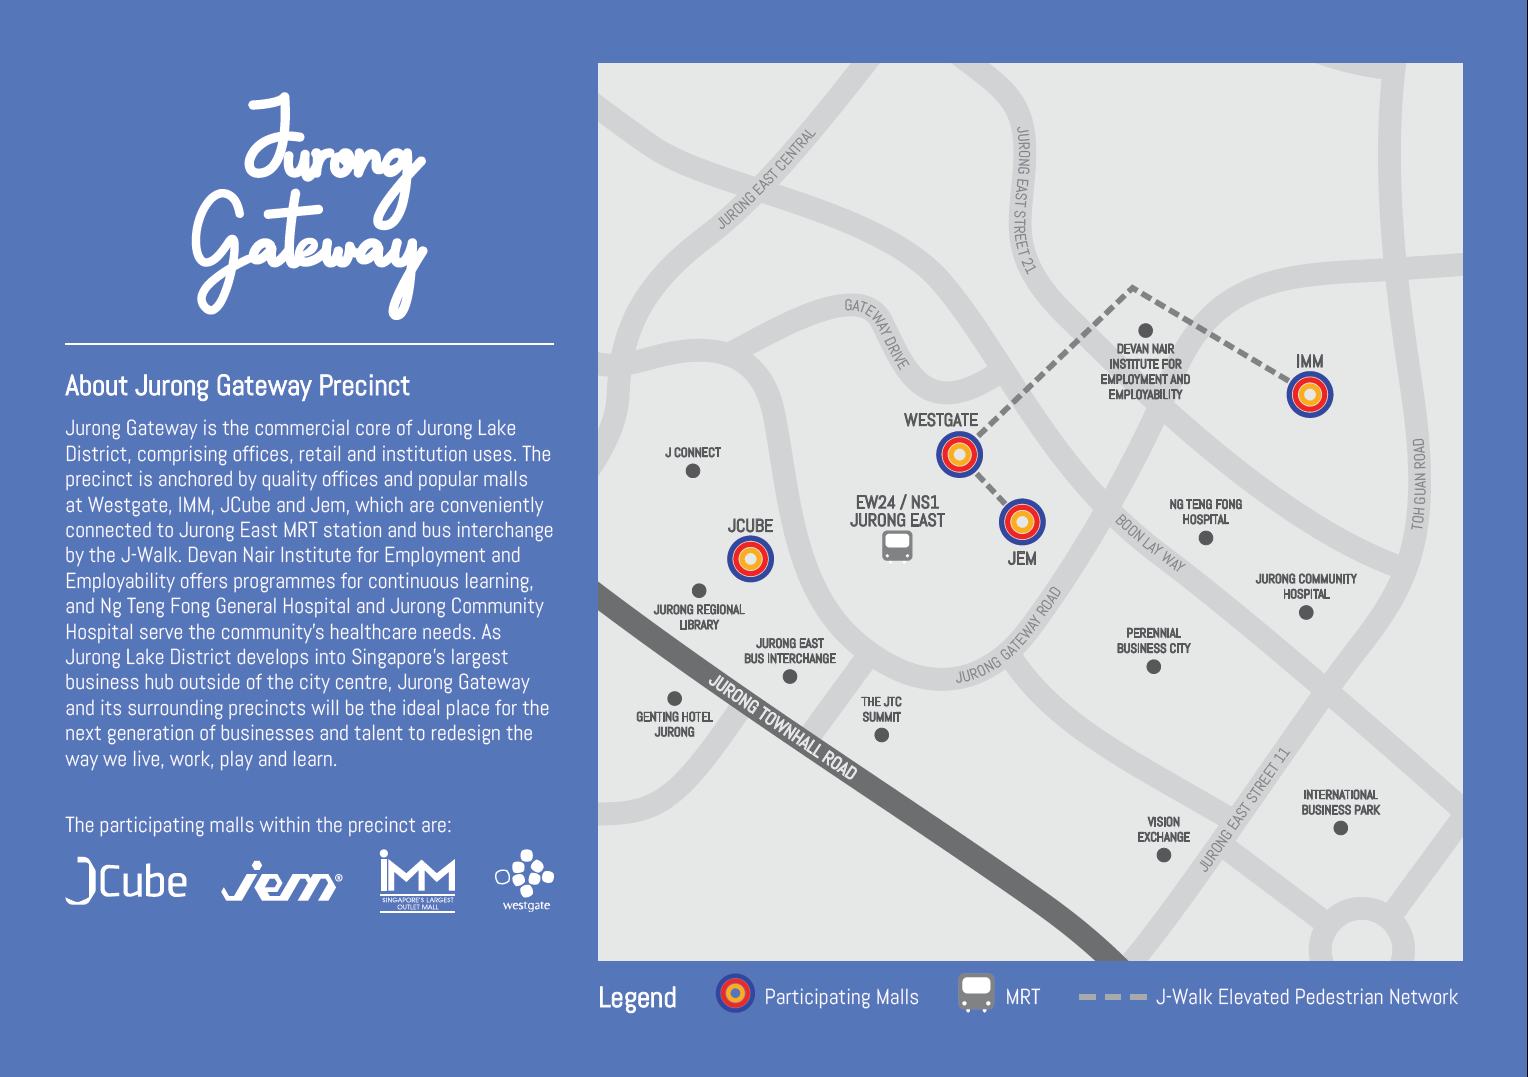 Jurong
Gateway
About Jurong Gateway Precinct
Jurong Gateway is the commercial core of Jurong Lake
District, comprising offices, retail and institution uses. The
precinct is anchored by quality offices and popular malls
at Westgate, IMM, JCube and Jem, which are conveniently
connected to Jurong East MRT station and bus interchange
by the J-Walk. Devan Nair Institute for Employment and
Employability offers programmes for continuous learning,
and Ng Teng Fong General Hospital and Jurong Community
Hospital serve the community's healthcare needs. As
Jurong Lake District develops into Singapore's largest
business hub outside of the city centre, Jurong Gateway
and its surrounding precincts will be the ideal place for the
next generation of businesses and talent to redesign the
way we live, work, play and learn.
The participating malls within the precinct are:
JCube
jem®
IMM
SINGAPORE'S LARGEST
OUTLET MALL
westgate
JURONG EAST CENTRAL
JURONG EAST STREET 21
GATEWAY DRIVE
DEVAN NAIR
INSTITUTE FOR
EMPLOYMENT AND
EMPLOYABILITY
IMM
WESTGATE
J CONNECT
TOH GUAN ROAD
EW24 / NS1
JURONG EAST
JCUBE
JEM
BOON LAY WAY
NG TENG FONG
HOSPITAL
JURONG COMMUNITY
HOSPITAL
JURONG REGIONAL
LIBRARY
JURONG EAST
BUS INTERCHANGE
JURONG GATEWAY ROAD
PERENNIAL
BUSINESS CITY
GENTING HOTEL
JURONG
JURONG TOWNHALL ROAD
THE JTC
SUMMIT
JURONG EAST STREET 11
INTERNATIONAL
BUSINESS PARK
VISION
EXCHANGE
Legend
Participating Malls
MRT
J-Walk Elevated Pedestrian Network